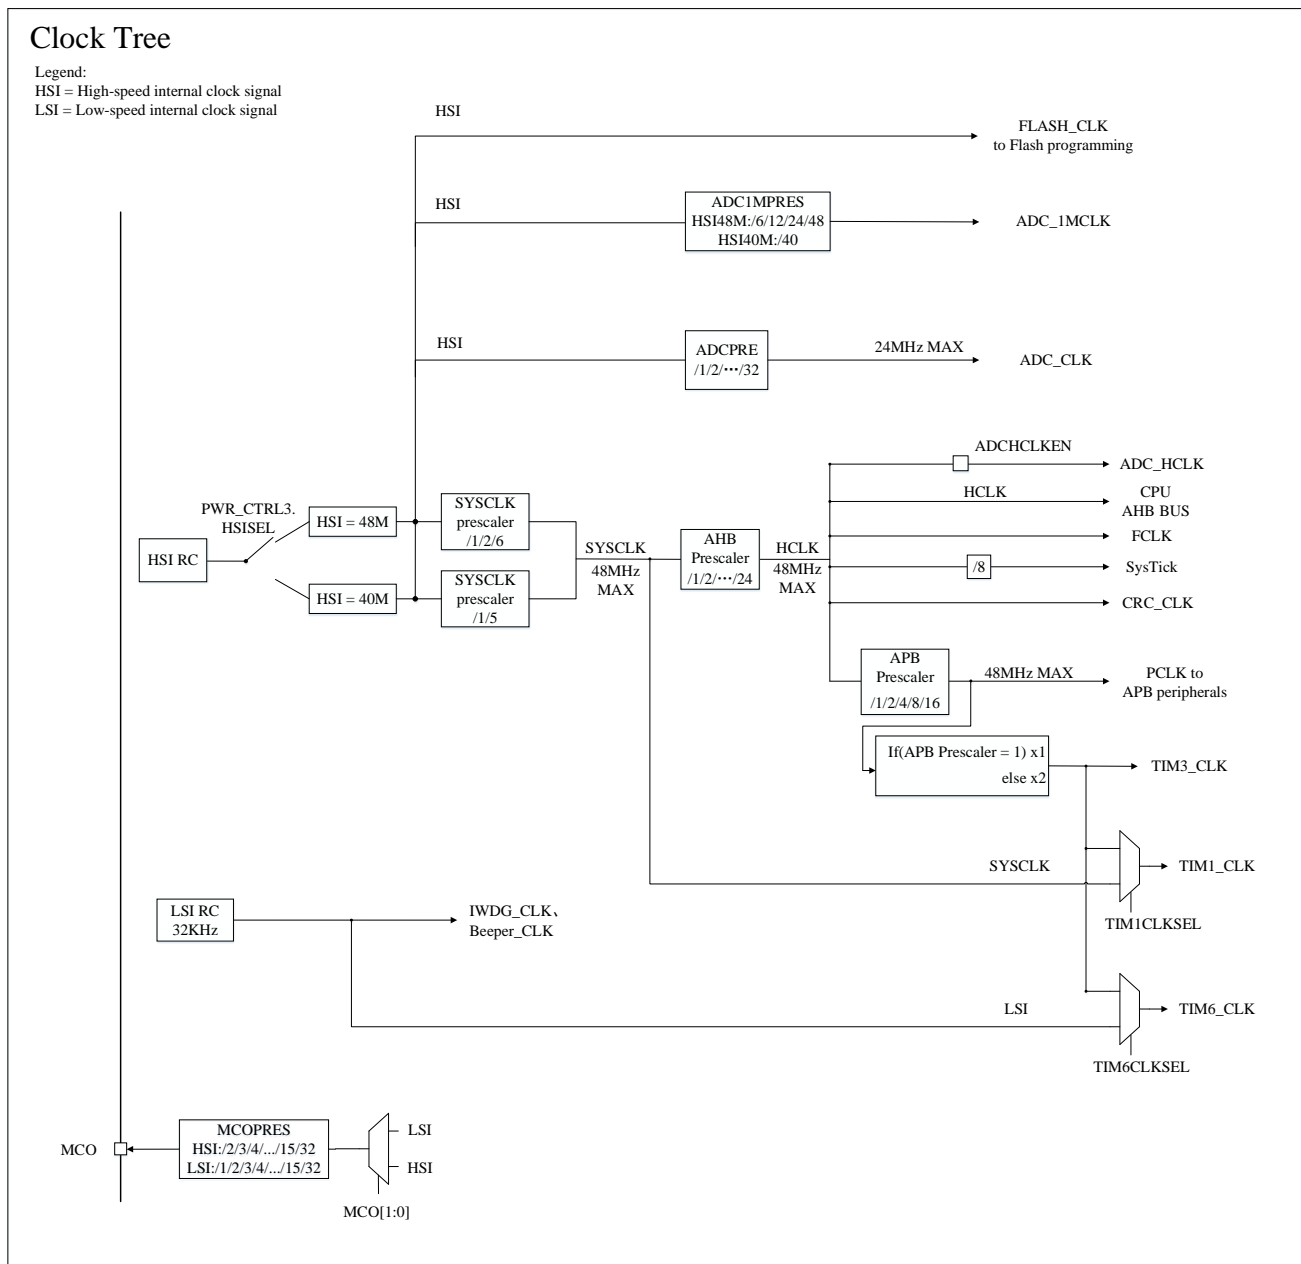 Clock Tree
Legend:
HSI = High-speed internal clock signal
LSI = Low-speed internal clock signal
HSI
FLASH_CLK
to Flash programming
HSI
ADC1MPRES
HSI48M:/6/12/24/48
HSI40M:/40
ADC_1MCLK
HSI
ADCPRE
/1/2/···/32
24MHz MAX
ADC_CLK
ADCHCLKEN
ADC_HCLK
HCLK
CPU
AHB BUS
FCLK
/8
SysTick
CRC_CLK
PWR_CTRL3.
HSISEL
HSI RC
HSI = 48M
HSI = 40M
SYSCLK
prescaler
/1/2/6
SYSCLK
prescaler
/1/5
SYSCLK
48MHz
MAX
AHB
Prescaler
/1/2/···/24
HCLK
48MHz
MAX
APB
Prescaler
/1/2/4/8/16
48MHz MAX
PCLK to
APB peripherals
If(APB Prescaler = 1) x1
else x2
TIM3_CLK
SYSCLK
TIM1_CLK
TIM1CLKSEL
LSI RC
32KHz
IWDG_CLK、
Beeper_CLK
LSI
TIM6_CLK
TIM6CLKSEL
MCO
MCOPRES
HSI:/2/3/4/.../15/32
LSI:/1/2/3/4/.../15/32
LSI
HSI
MCO[1:0]